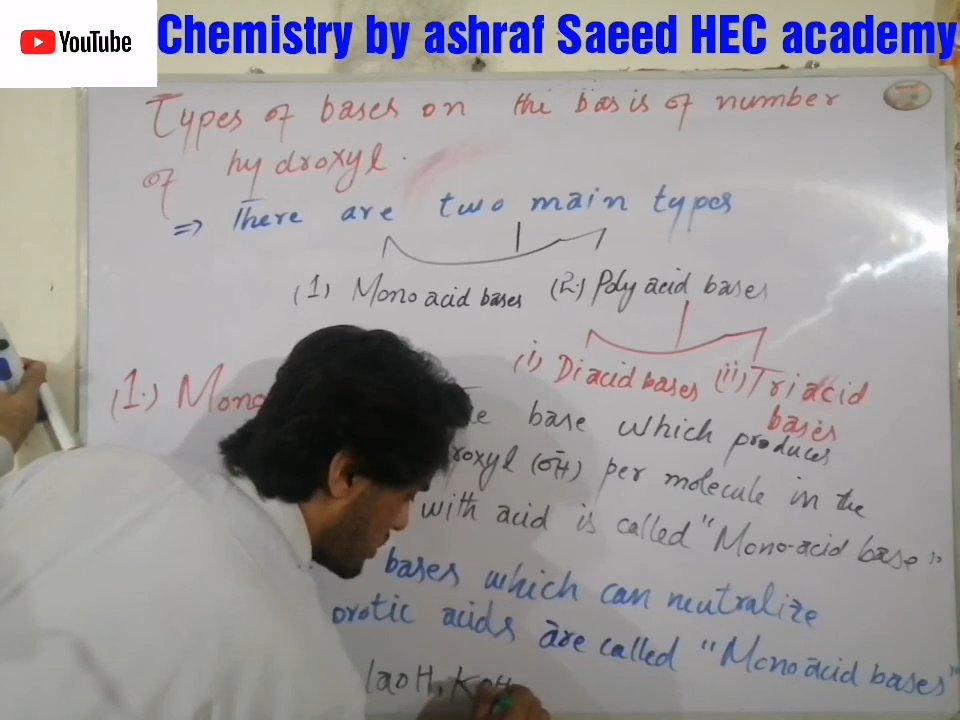 YouTube Chemistry by ashraf Saeed HEC academy
Types of bases on the basis of number
of hydroxyl.
⇒ There are two main types
(1) Mono acid bases (2.) Poly acid bases
(i) Diacid bases (ii) Triacid
bases
(1.) Mono
base which produces
roxyl (OH) per molecule in the
with acid is called "Mono-acid base"
bases which can neutralize
protic acids are called "Mono acid bases"
aOH, KOH